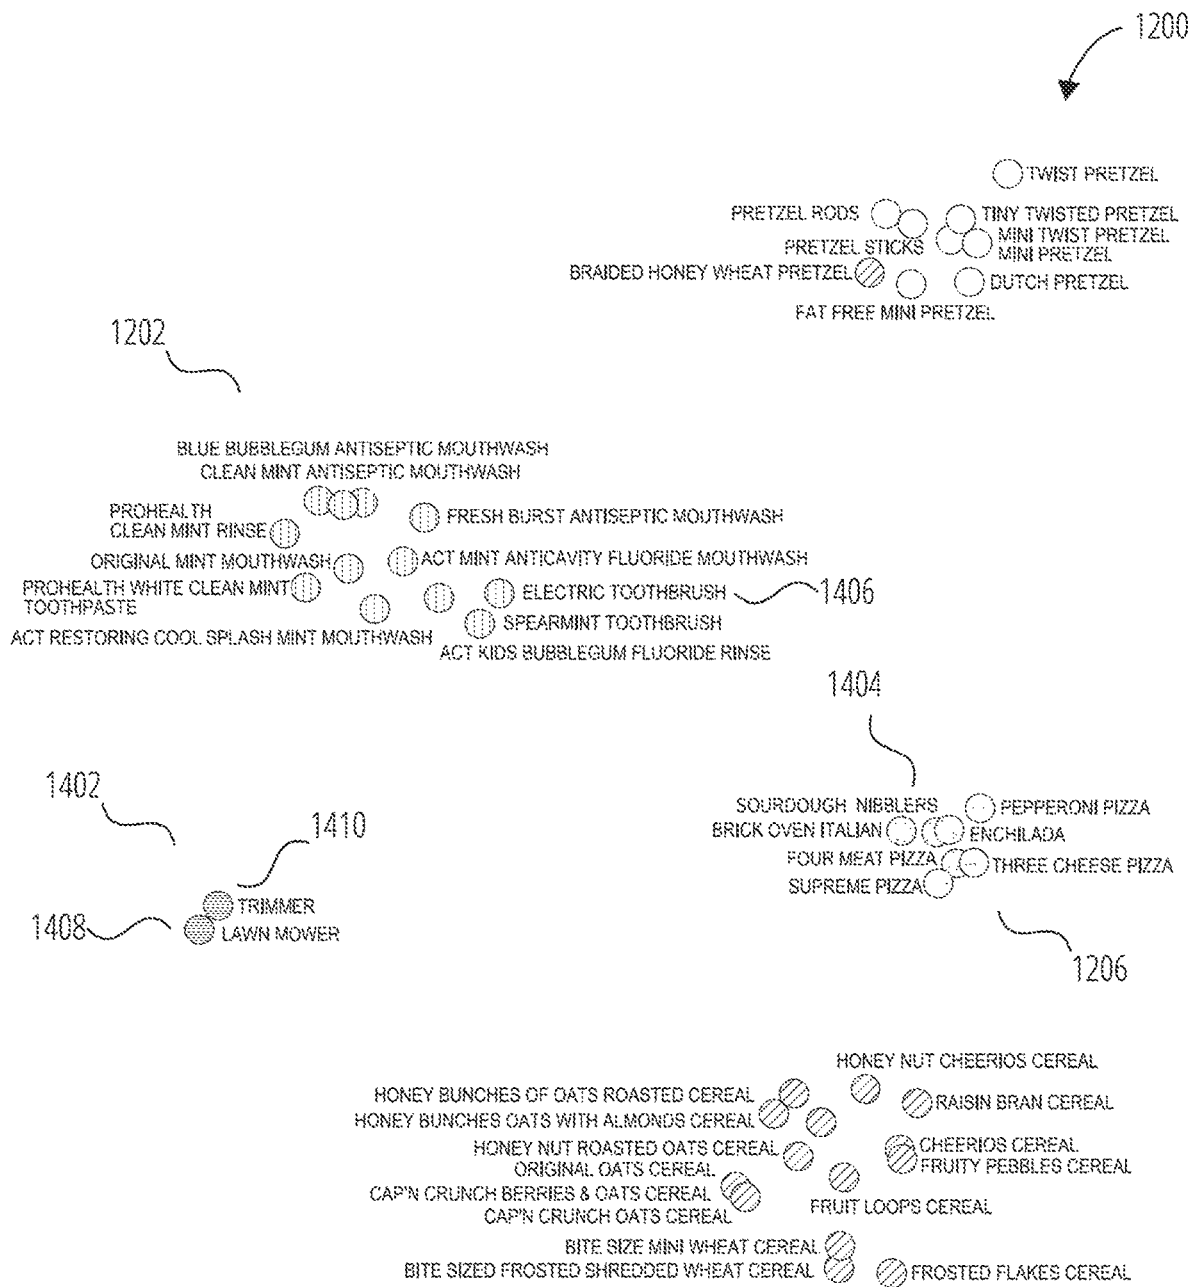 1200
TWIST PRETZEL
PRETZEL RODS
TINY TWISTED PRETZEL
MINI TWIST PRETZEL
PRETZEL STICKS
MINI PRETZEL
BRAIDED HONEY WHEAT PRETZEL
DUTCH PRETZEL
FAT FREE MINI PRETZEL
1202
BLUE BUBBLEGUM ANTISEPTIC MOUTHWASH
CLEAN MINT ANTISEPTIC MOUTHWASH
PROHEALTH
CLEAN MINT RINSE
FRESH BURST ANTISEPTIC MOUTHWASH
ORIGINAL MINT MOUTHWASH
ACT MINT ANTICAVITY FLUORIDE MOUTHWASH
PROHEALTH WHITE CLEAN MINT
TOOTHPASTE
ELECTRIC TOOTHBRUSH
1406
SPEARMINT TOOTHBRUSH
ACT RESTORING COOL SPLASH MINT MOUTHWASH
ACT KIDS BUBBLEGUM FLUORIDE RINSE
1404
1402
1410
SOURDOUGH NIBBLERS
PEPPERONI PIZZA
BRICK OVEN ITALIAN
ENCHILADA
FOUR MEAT PIZZA
THREE CHEESE PIZZA
SUPREME PIZZA
TRIMMER
1408
LAWN MOWER
1206
HONEY NUT CHEERIOS CEREAL
HONEY BUNCHES OF OATS ROASTED CEREAL
RAISIN BRAN CEREAL
HONEY BUNCHES OATS WITH ALMONDS CEREAL
HONEY NUT ROASTED OATS CEREAL
CHEERIOS CEREAL
ORIGINAL OATS CEREAL
FRUITY PEBBLES CEREAL
CAP'N CRUNCH BERRIES & OATS CEREAL
CAP'N CRUNCH OATS CEREAL
FRUIT LOOPS CEREAL
BITE SIZE MINI WHEAT CEREAL
BITE SIZED FROSTED SHREDDED WHEAT CEREAL
FROSTED FLAKES CEREAL